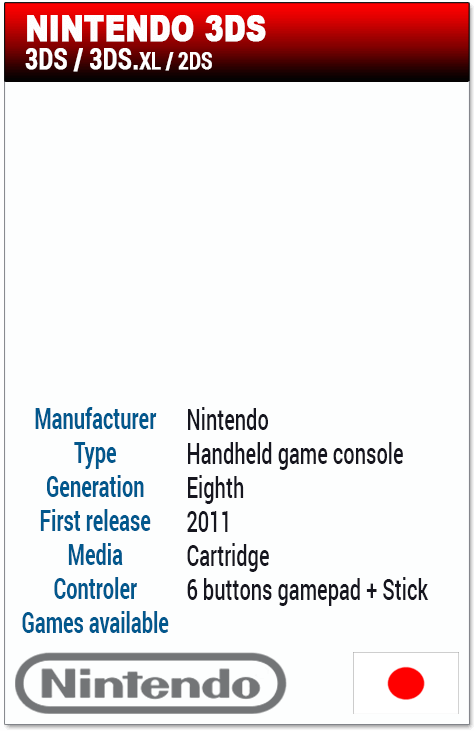 NINTENDO 3DS
3DS / 3DS.XL / 2DS
Manufacturer Nintendo
Type Handheld game console
Generation Eighth
First release 2011
Media Cartridge
Controler 6 buttons gamepad + Stick
Games available
Nintendo